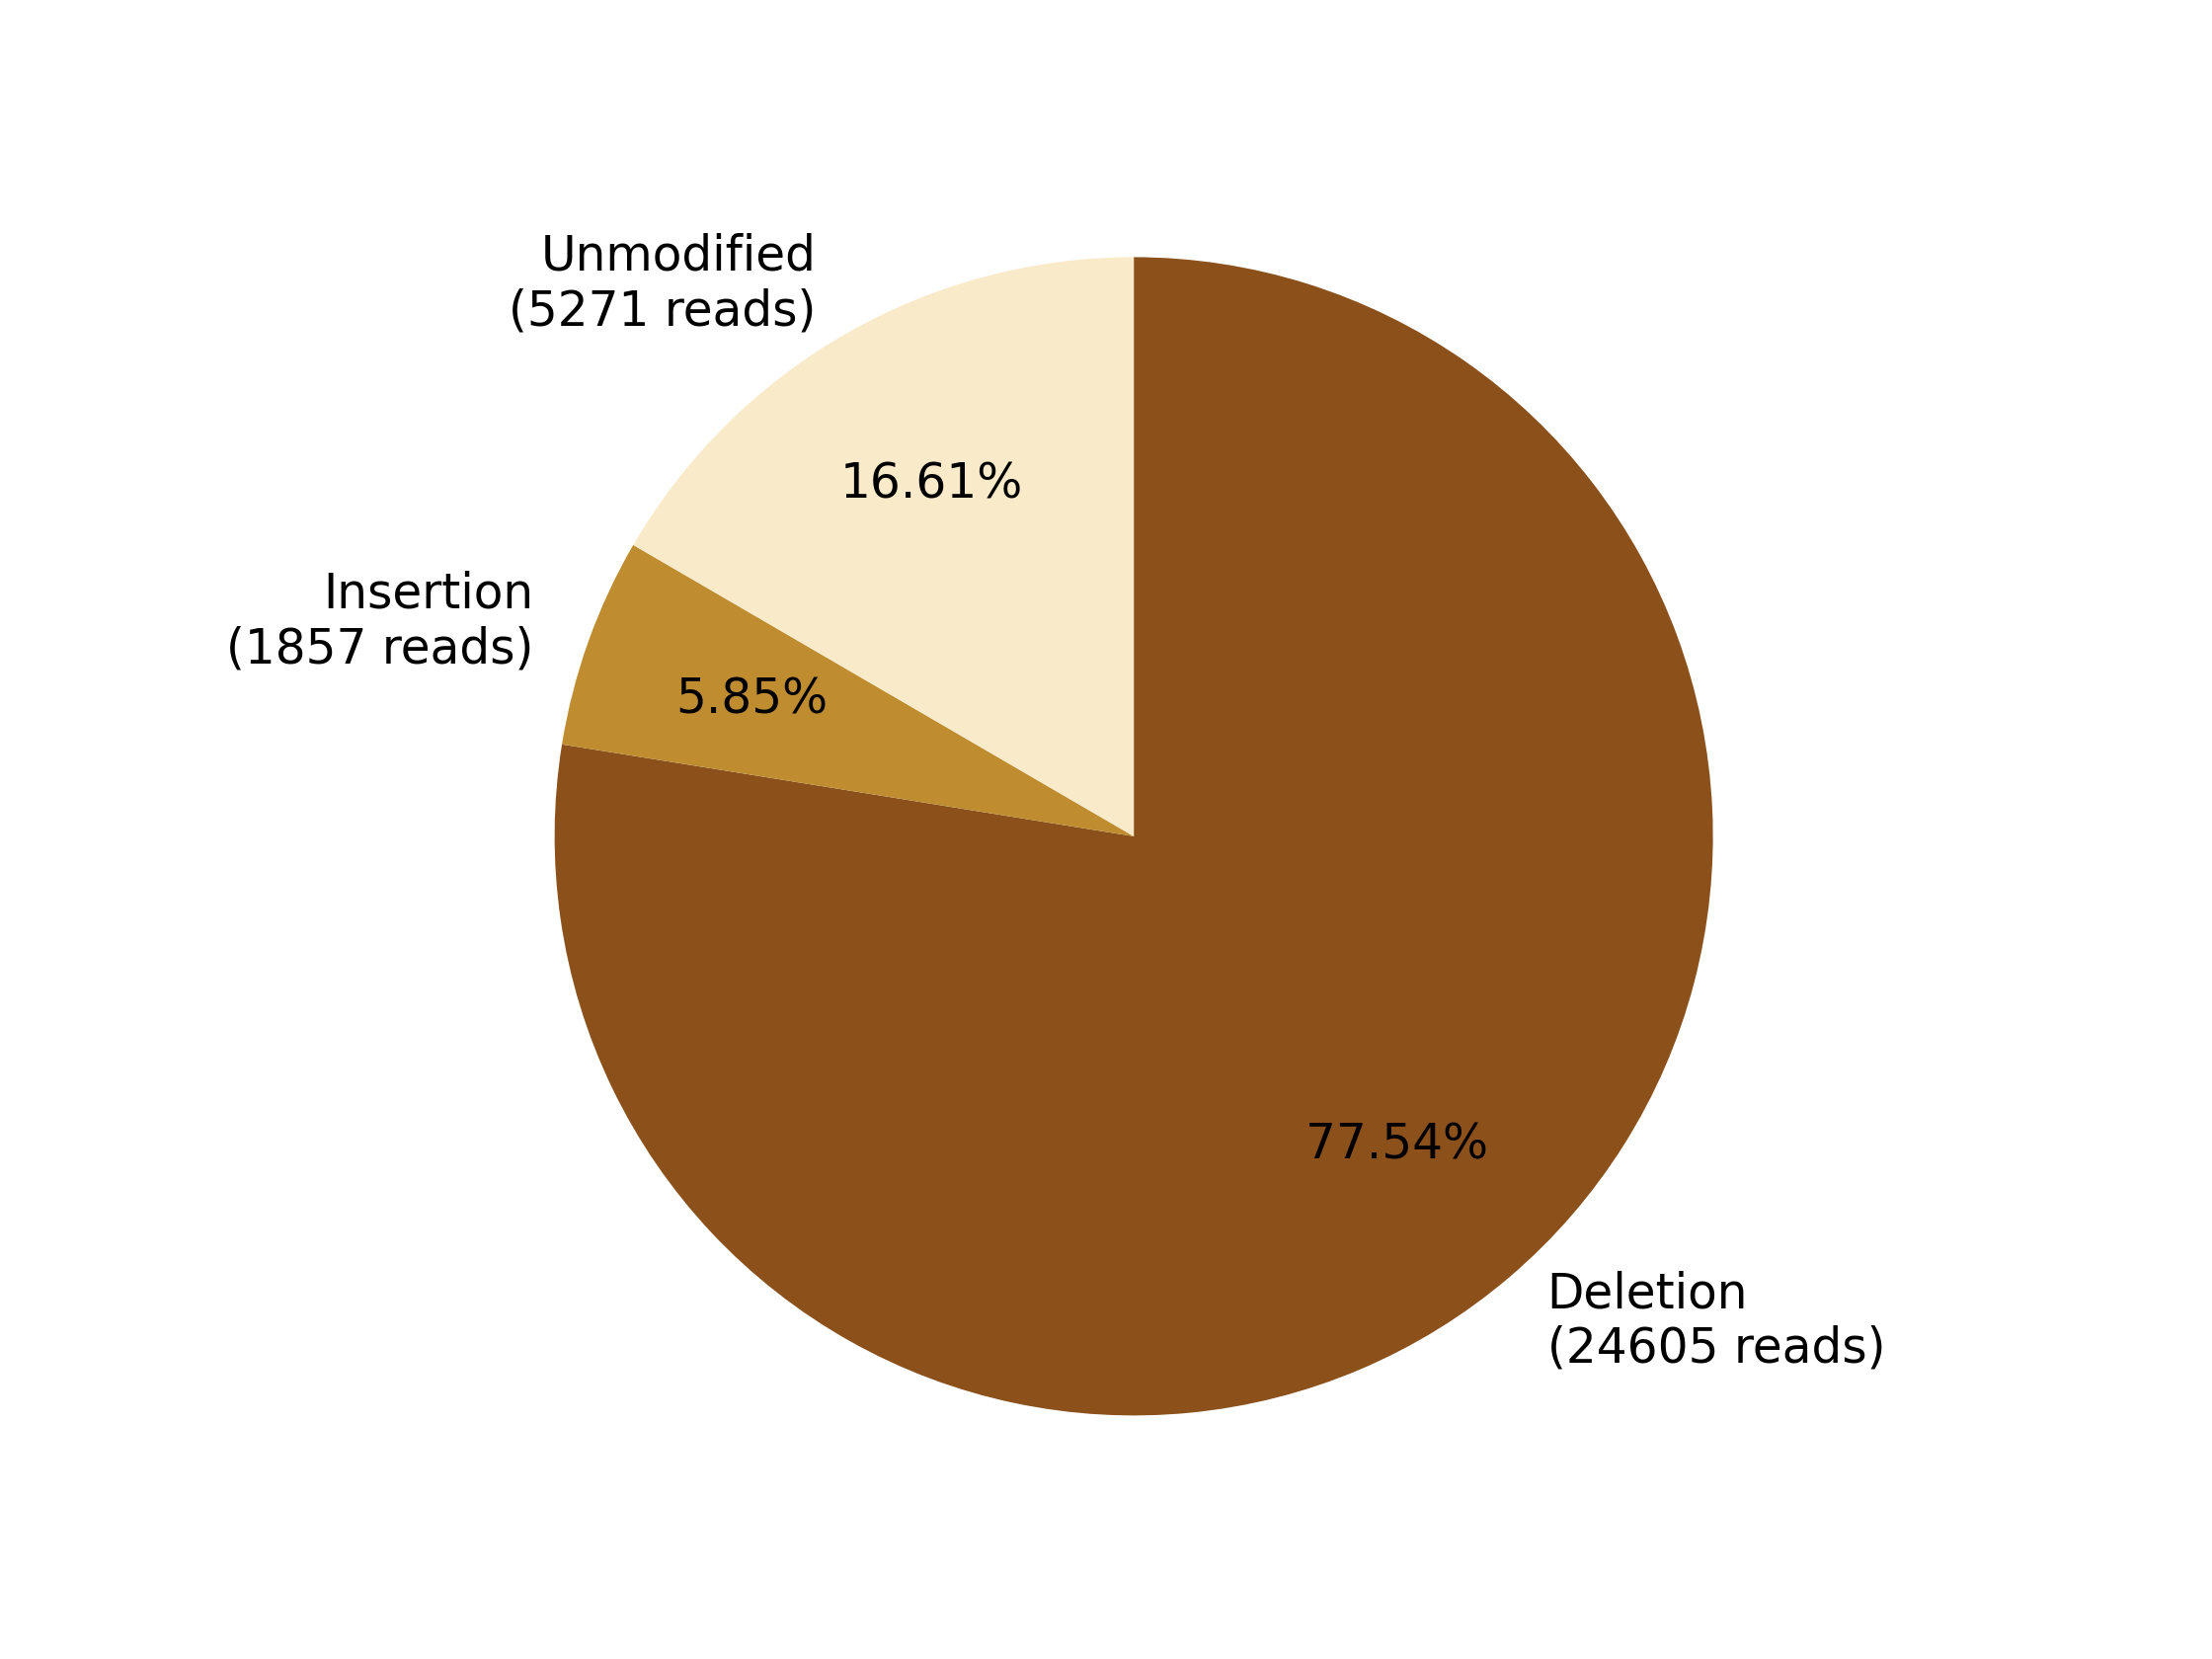 Unmodified
(5271 reads)
16.61%
Insertion
(1857 reads)
5.85%
77.54%
Deletion
(24605 reads)